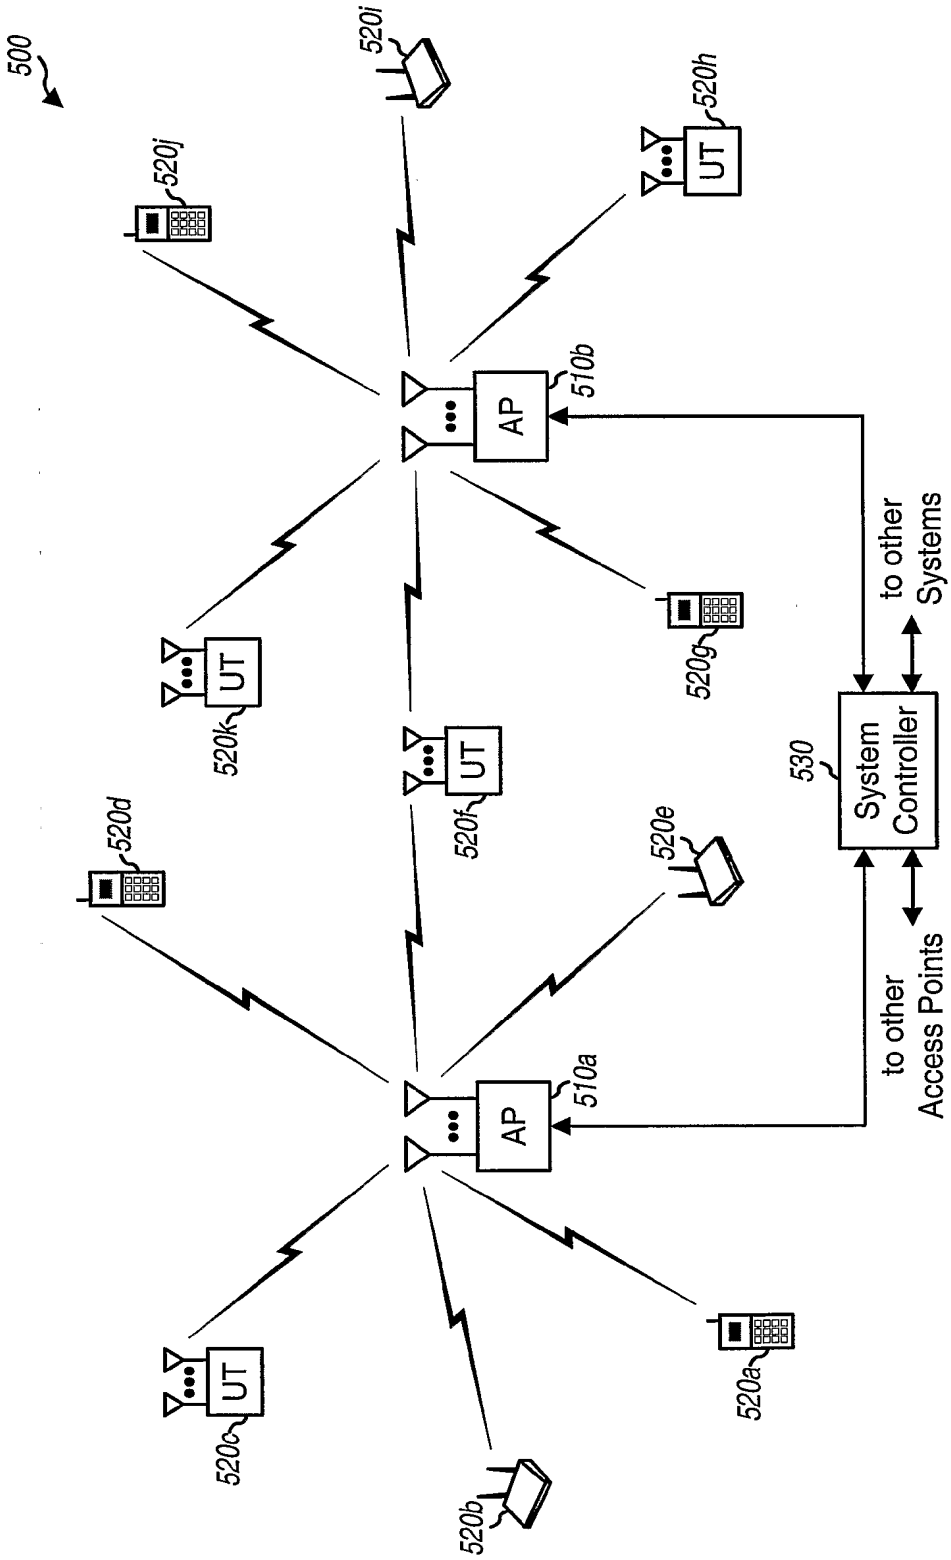 500
520j
520i
520d
520k
UT
520c
UT
520h
UT
520f
UT
AP
510b
AP
510a
520b
520g
520e
520a
530
System
Controller
to other
Access Points
to other
Systems